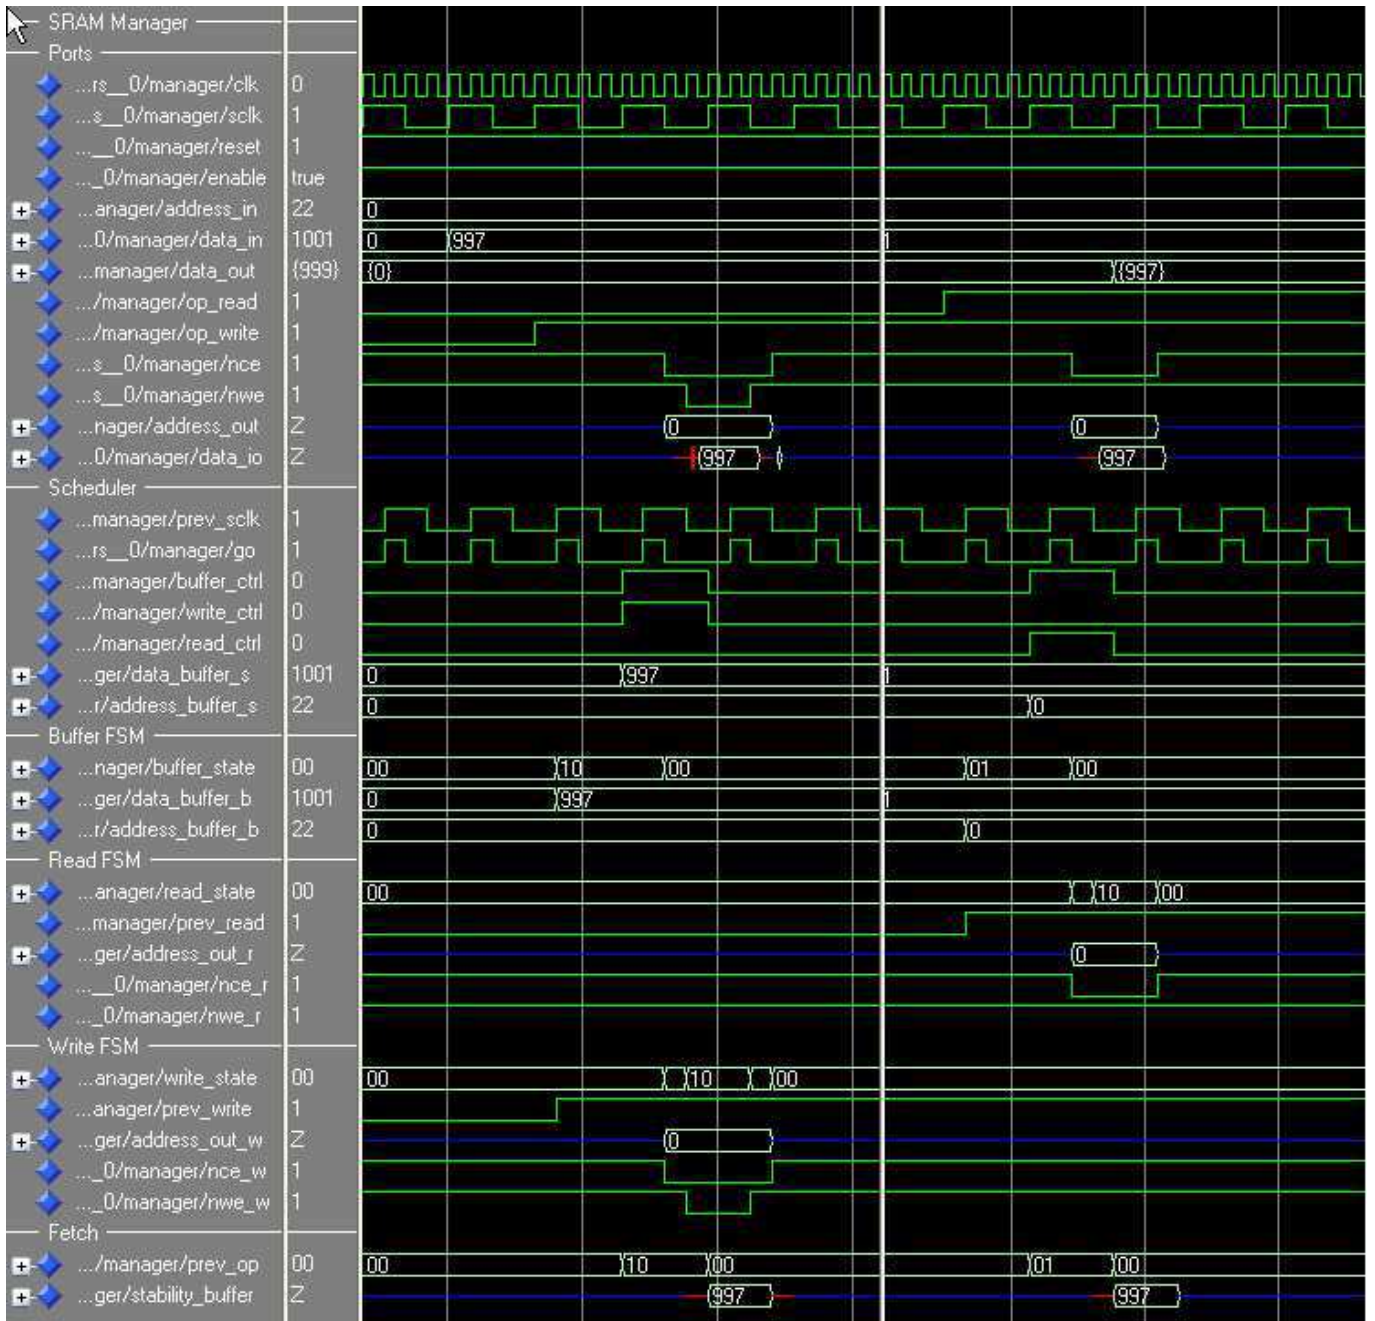 SRAM Manager
Ports
...rs__0/manager/clk 0
...s__0/manager/sclk 1
...__0/manager/reset 1
..._0/manager/enable true
...anager/address_in 22 0
...0/manager/data_in 1001 0 997 1
...manager/data_out {999} {0} {997}
.../manager/op_read 1
.../manager/op_write 1
...s__0/manager/nce 1
...s__0/manager/nwe 1
...nager/address_out Z 0 0
...0/manager/data_io Z 997 997
Scheduler
...manager/prev_sclk 1
...rs__0/manager/go 1
...manager/buffer_ctrl 0
.../manager/write_ctrl 0
.../manager/read_ctrl 0
...ger/data_buffer_s 1001 0 997 1
...r/address_buffer_s 22 0 0
Buffer FSM
...nager/buffer_state 00 00 10 00 01 00
...ger/data_buffer_b 1001 0 997 1
...r/address_buffer_b 22 0 0
Read FSM
...anager/read_state 00 00 10 00
...manager/prev_read 1
...ger/address_out_r Z 0
...__0/manager/nce_r 1
..._0/manager/nwe_r 1
Write FSM
...anager/write_state 00 00 10 00
...anager/prev_write 1
...ger/address_out_w Z 0
..._0/manager/nce_w 1
..._0/manager/nwe_w 1
Fetch
.../manager/prev_op 00 00 10 00 01 00
...ger/stability_buffer Z 997 997